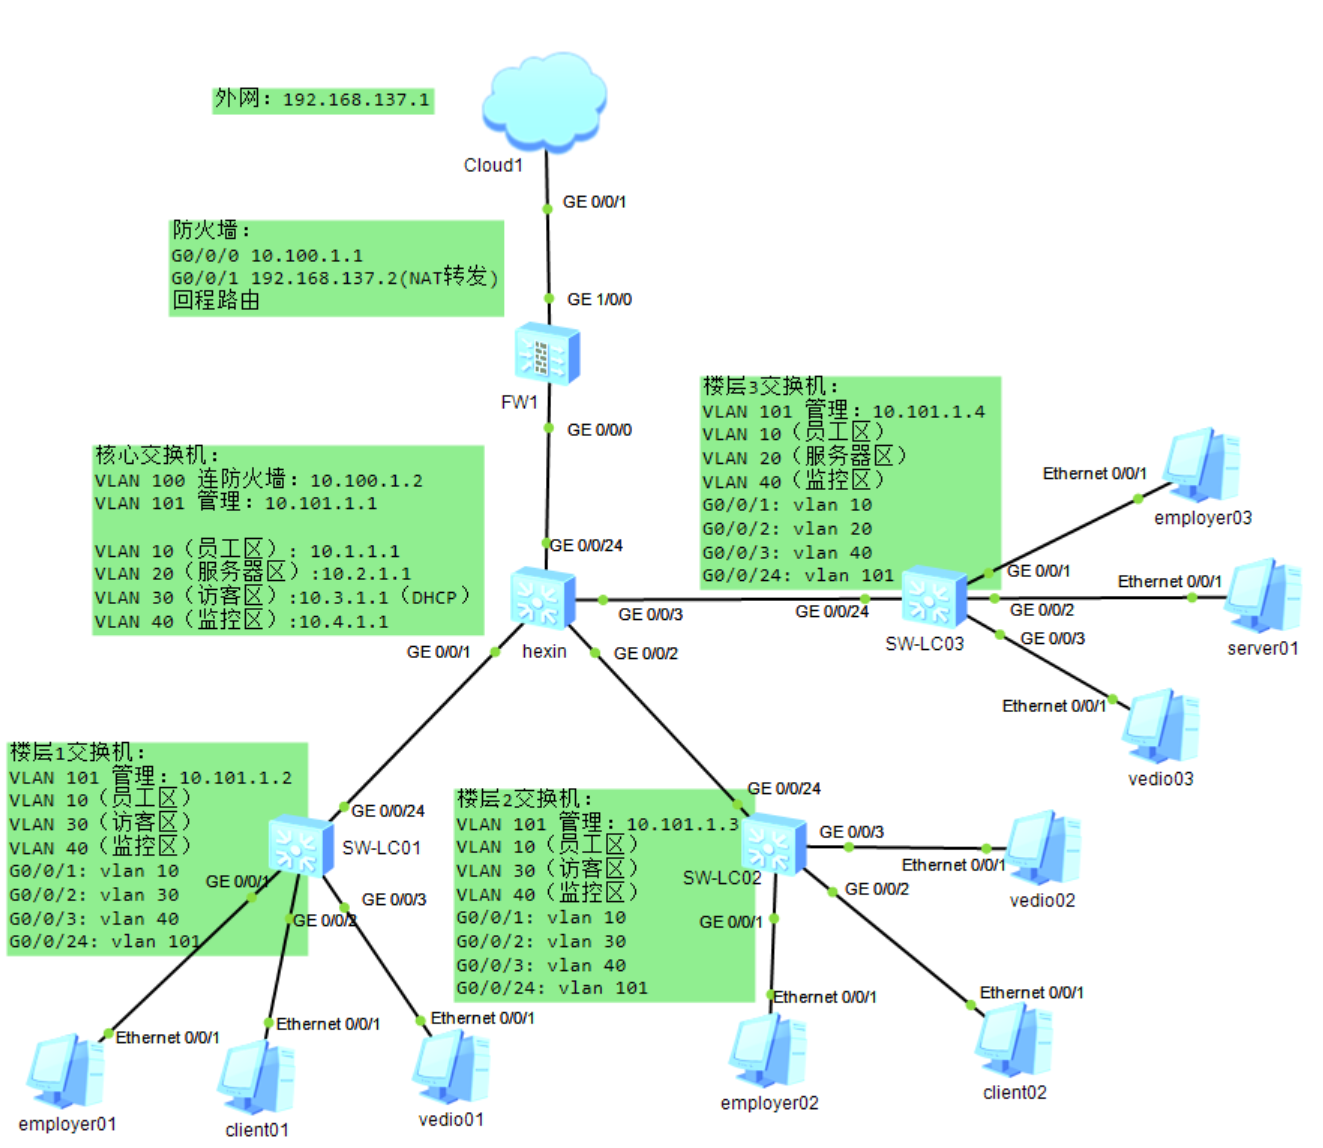 外网: 192.168.137.1
Cloud1
GE 0/0/1
防火墙:
G0/0/0 10.100.1.1
G0/0/1 192.168.137.2(NAT转发)
回程路由
GE 1/0/0
FW1
GE 0/0/0
核心交换机:
VLAN 100 连防火墙: 10.100.1.2
VLAN 101 管理: 10.101.1.1
VLAN 10（员工区）: 10.1.1.1
VLAN 20（服务器区）:10.2.1.1
VLAN 30（访客区）:10.3.1.1（DHCP）
VLAN 40（监控区）:10.4.1.1
GE 0/0/24
hexin
GE 0/0/1
GE 0/0/2
GE 0/0/3
楼层3交换机:
VLAN 101 管理: 10.101.1.4
VLAN 10（员工区）
VLAN 20（服务器区）
VLAN 40（监控区）
G0/0/1: vlan 10
G0/0/2: vlan 20
G0/0/3: vlan 40
G0/0/24: vlan 101
GE 0/0/24
SW-LC03
GE 0/0/1
GE 0/0/2
GE 0/0/3
Ethernet 0/0/1
employer03
Ethernet 0/0/1
server01
Ethernet 0/0/1
vedio03
楼层1交换机:
VLAN 101 管理: 10.101.1.2
VLAN 10（员工区）
VLAN 30（访客区）
VLAN 40（监控区）
G0/0/1: vlan 10
G0/0/2: vlan 30
G0/0/3: vlan 40
G0/0/24: vlan 101
GE 0/0/24
SW-LC01
GE 0/0/1
GE 0/0/2
GE 0/0/3
Ethernet 0/0/1
employer01
Ethernet 0/0/1
client01
Ethernet 0/0/1
vedio01
楼层2交换机:
VLAN 101 管理: 10.101.1.3
VLAN 10（员工区）
VLAN 30（访客区）
VLAN 40（监控区）
G0/0/1: vlan 10
G0/0/2: vlan 30
G0/0/3: vlan 40
G0/0/24: vlan 101
GE 0/0/24
SW-LC02
GE 0/0/3
GE 0/0/2
GE 0/0/1
Ethernet 0/0/1
vedio02
Ethernet 0/0/1
client02
Ethernet 0/0/1
employer02